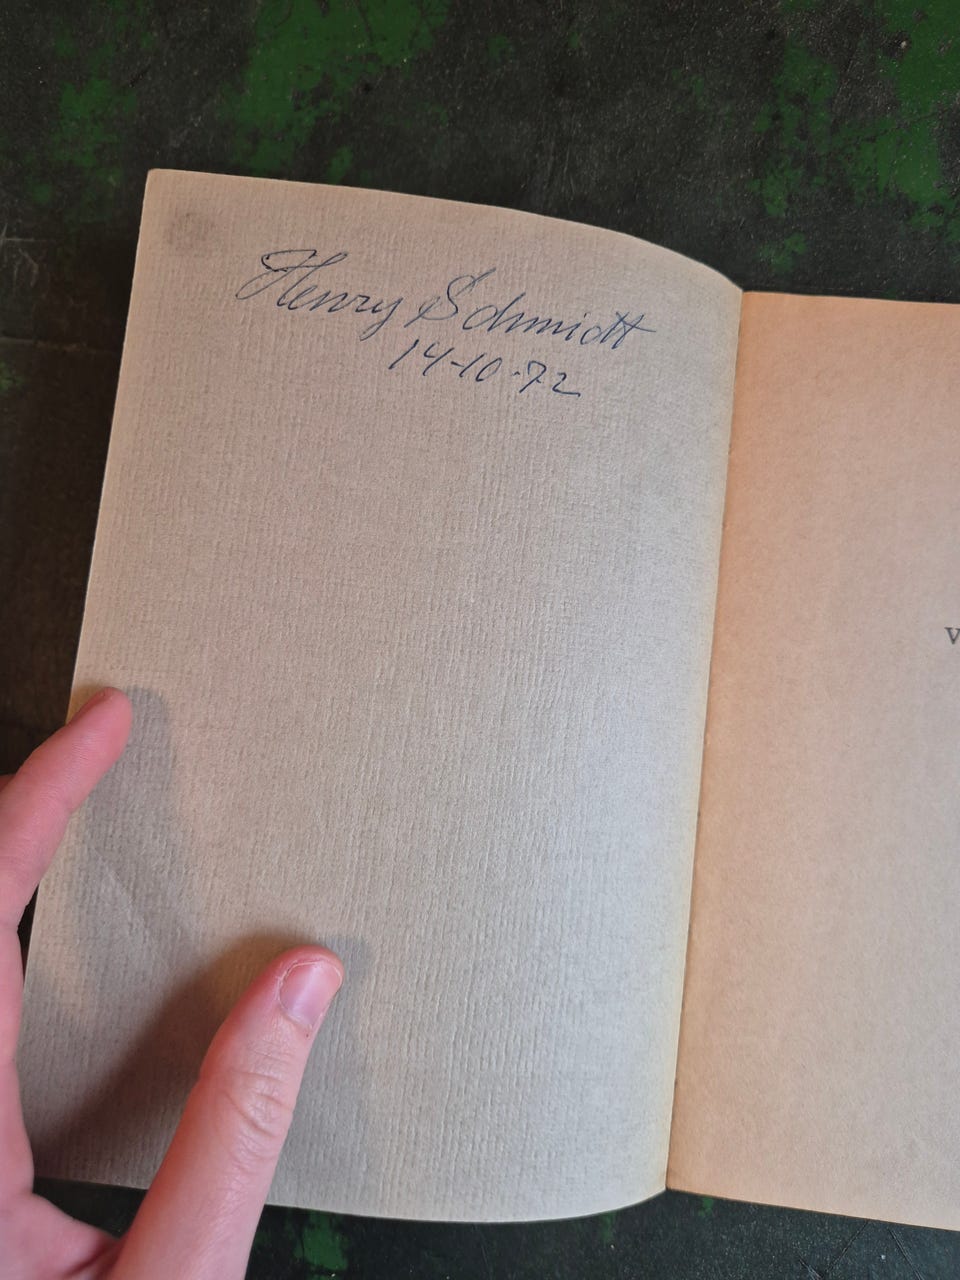 Henry Schmidt
14-10-72
V